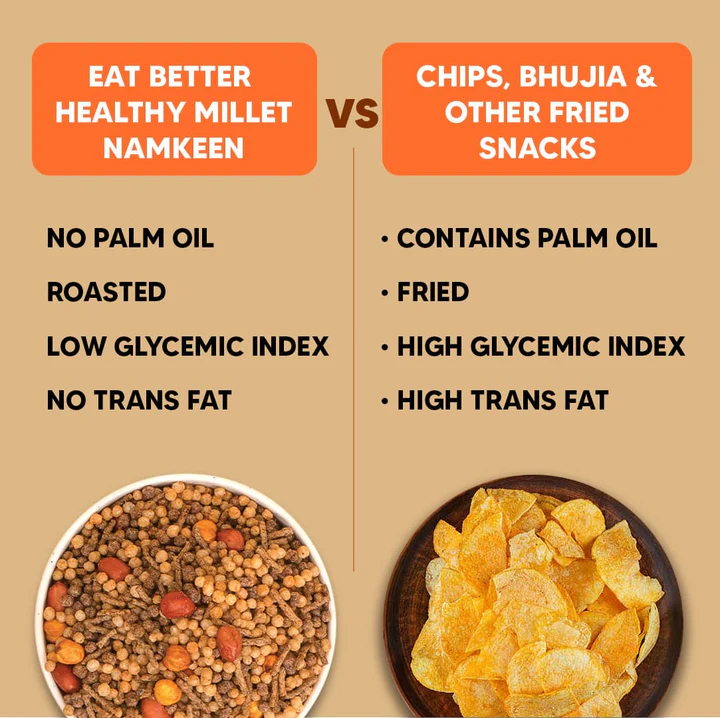 EAT BETTER
HEALTHY MILLET
NAMKEEN
VS
CHIPS, BHUJIA &
OTHER FRIED
SNACKS
NO PALM OIL
ROASTED
LOW GLYCEMIC INDEX
NO TRANS FAT
• CONTAINS PALM OIL
• FRIED
• HIGH GLYCEMIC INDEX
• HIGH TRANS FAT